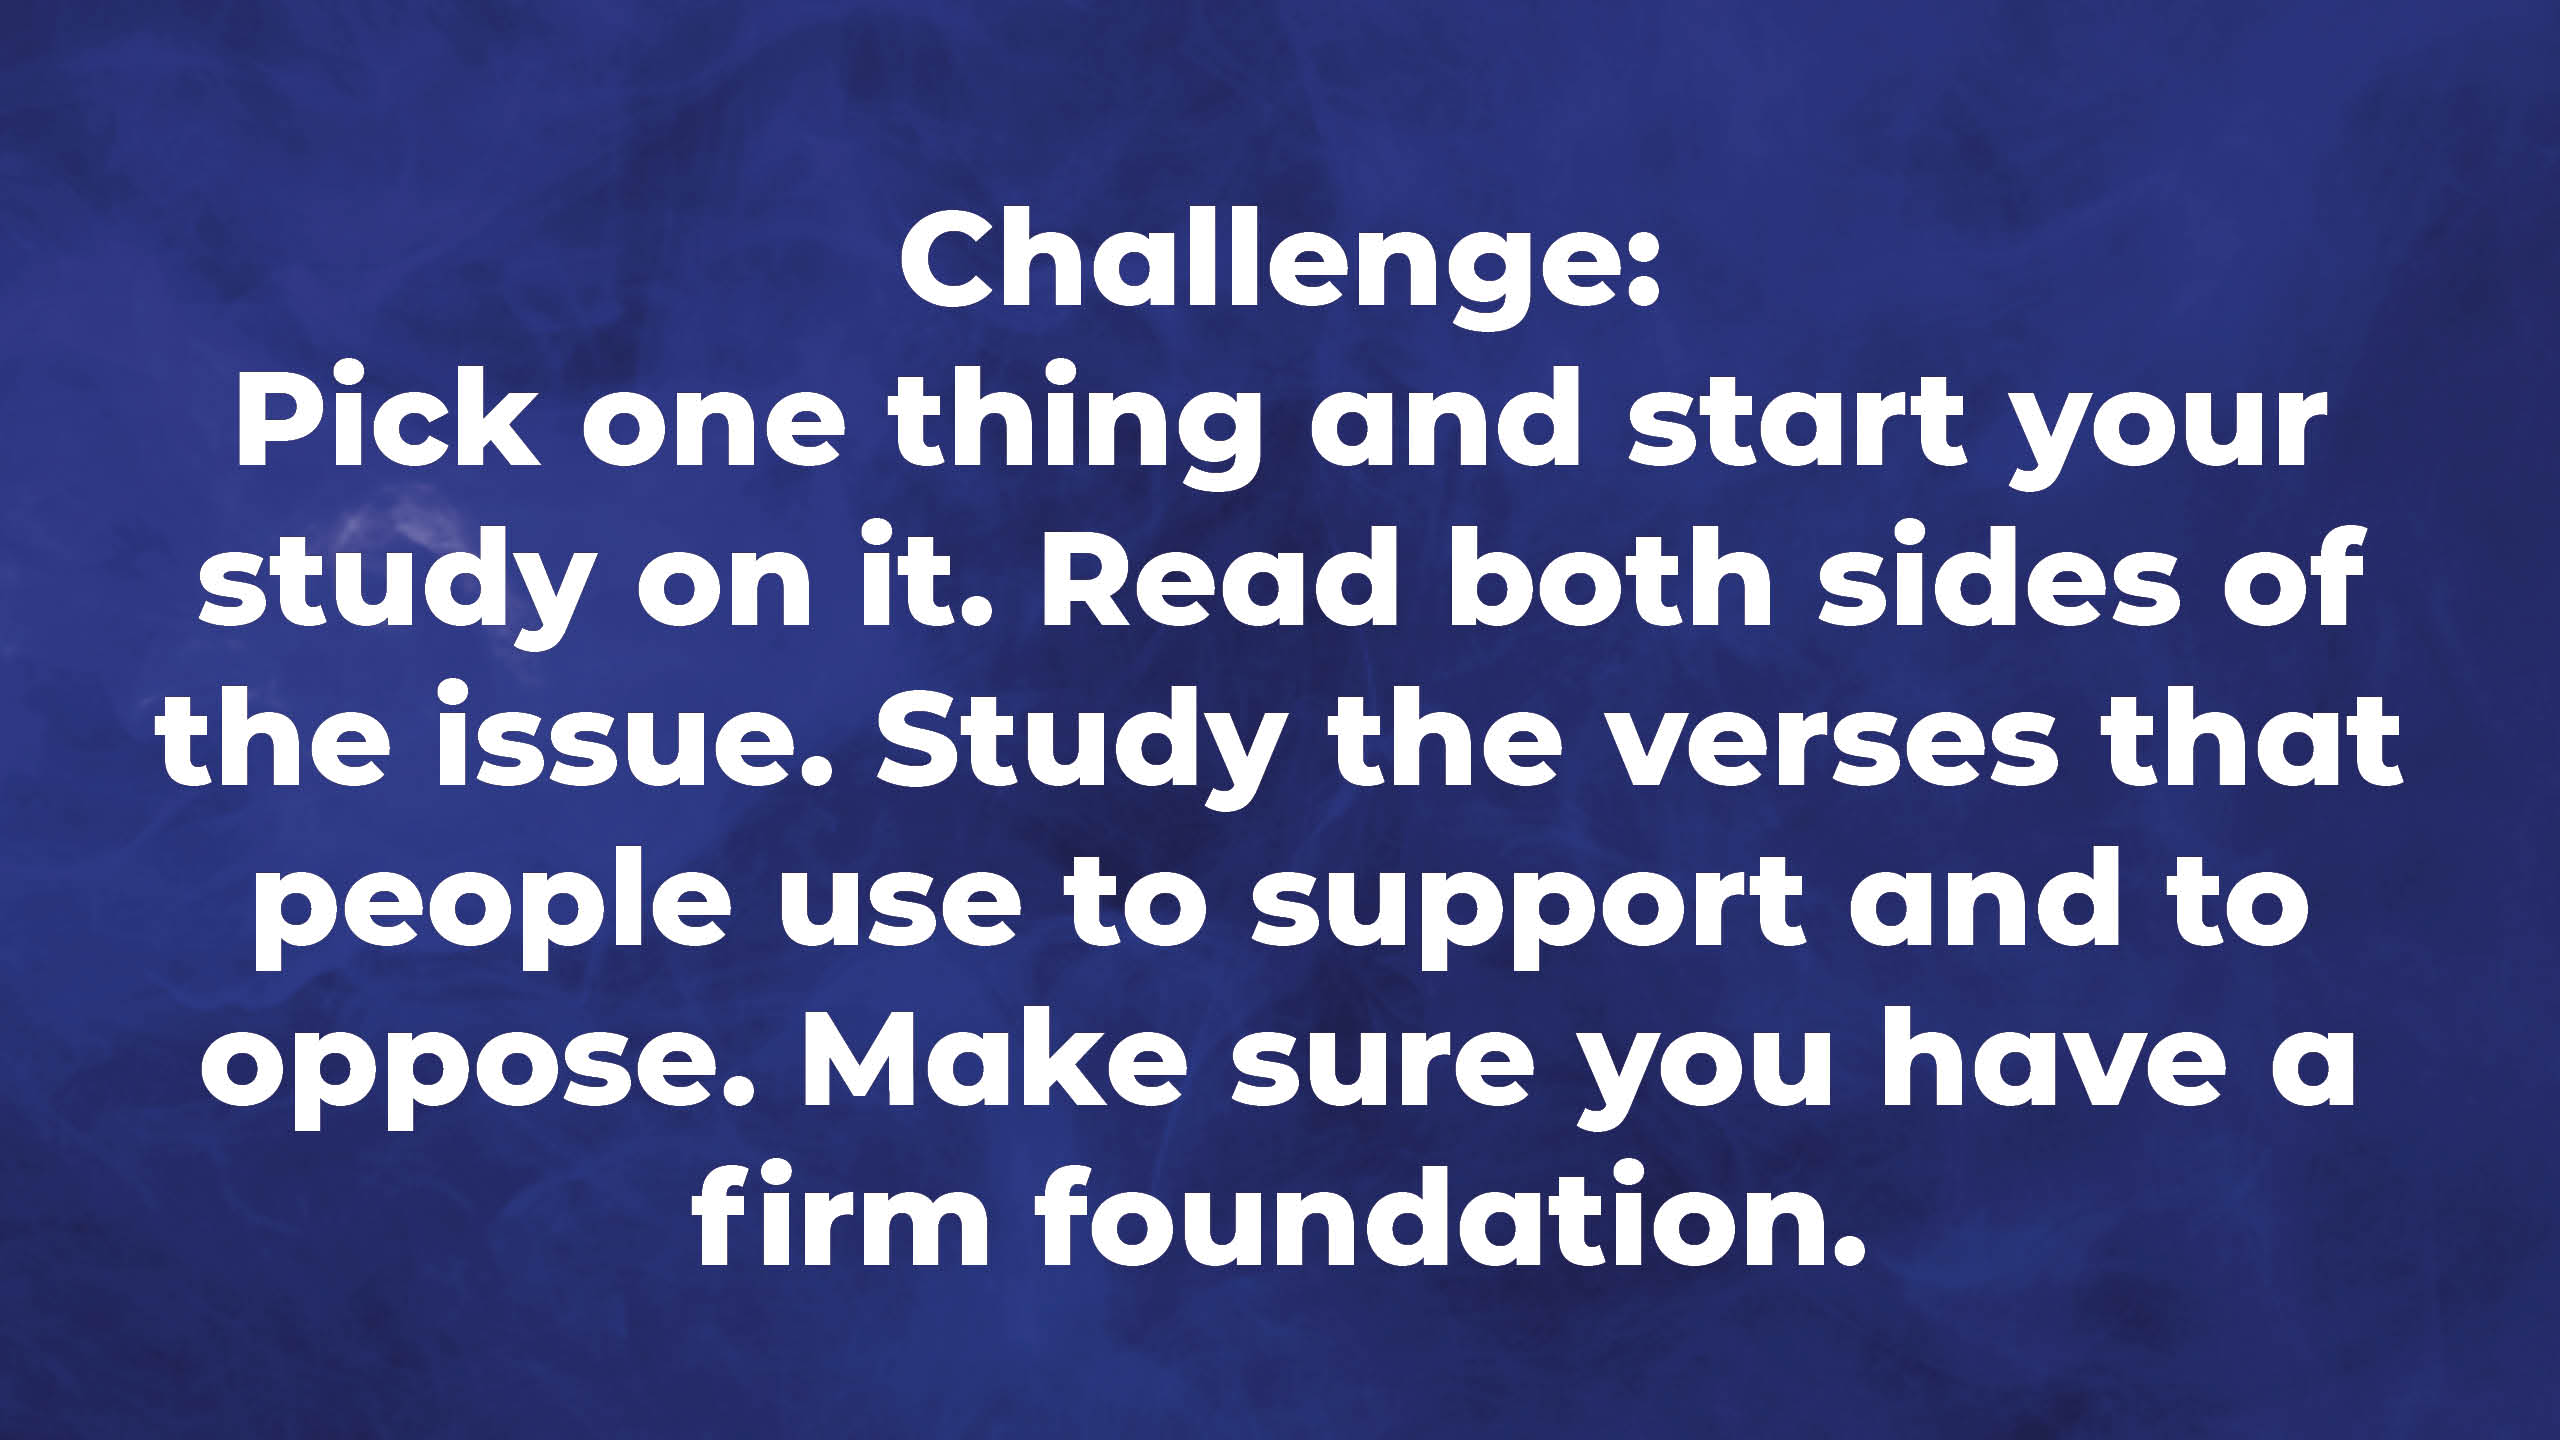 Challenge:
Pick one thing and start your
study on it. Read both sides of
the issue. Study the verses that
people use to support and to
oppose. Make sure you have a
firm foundation.